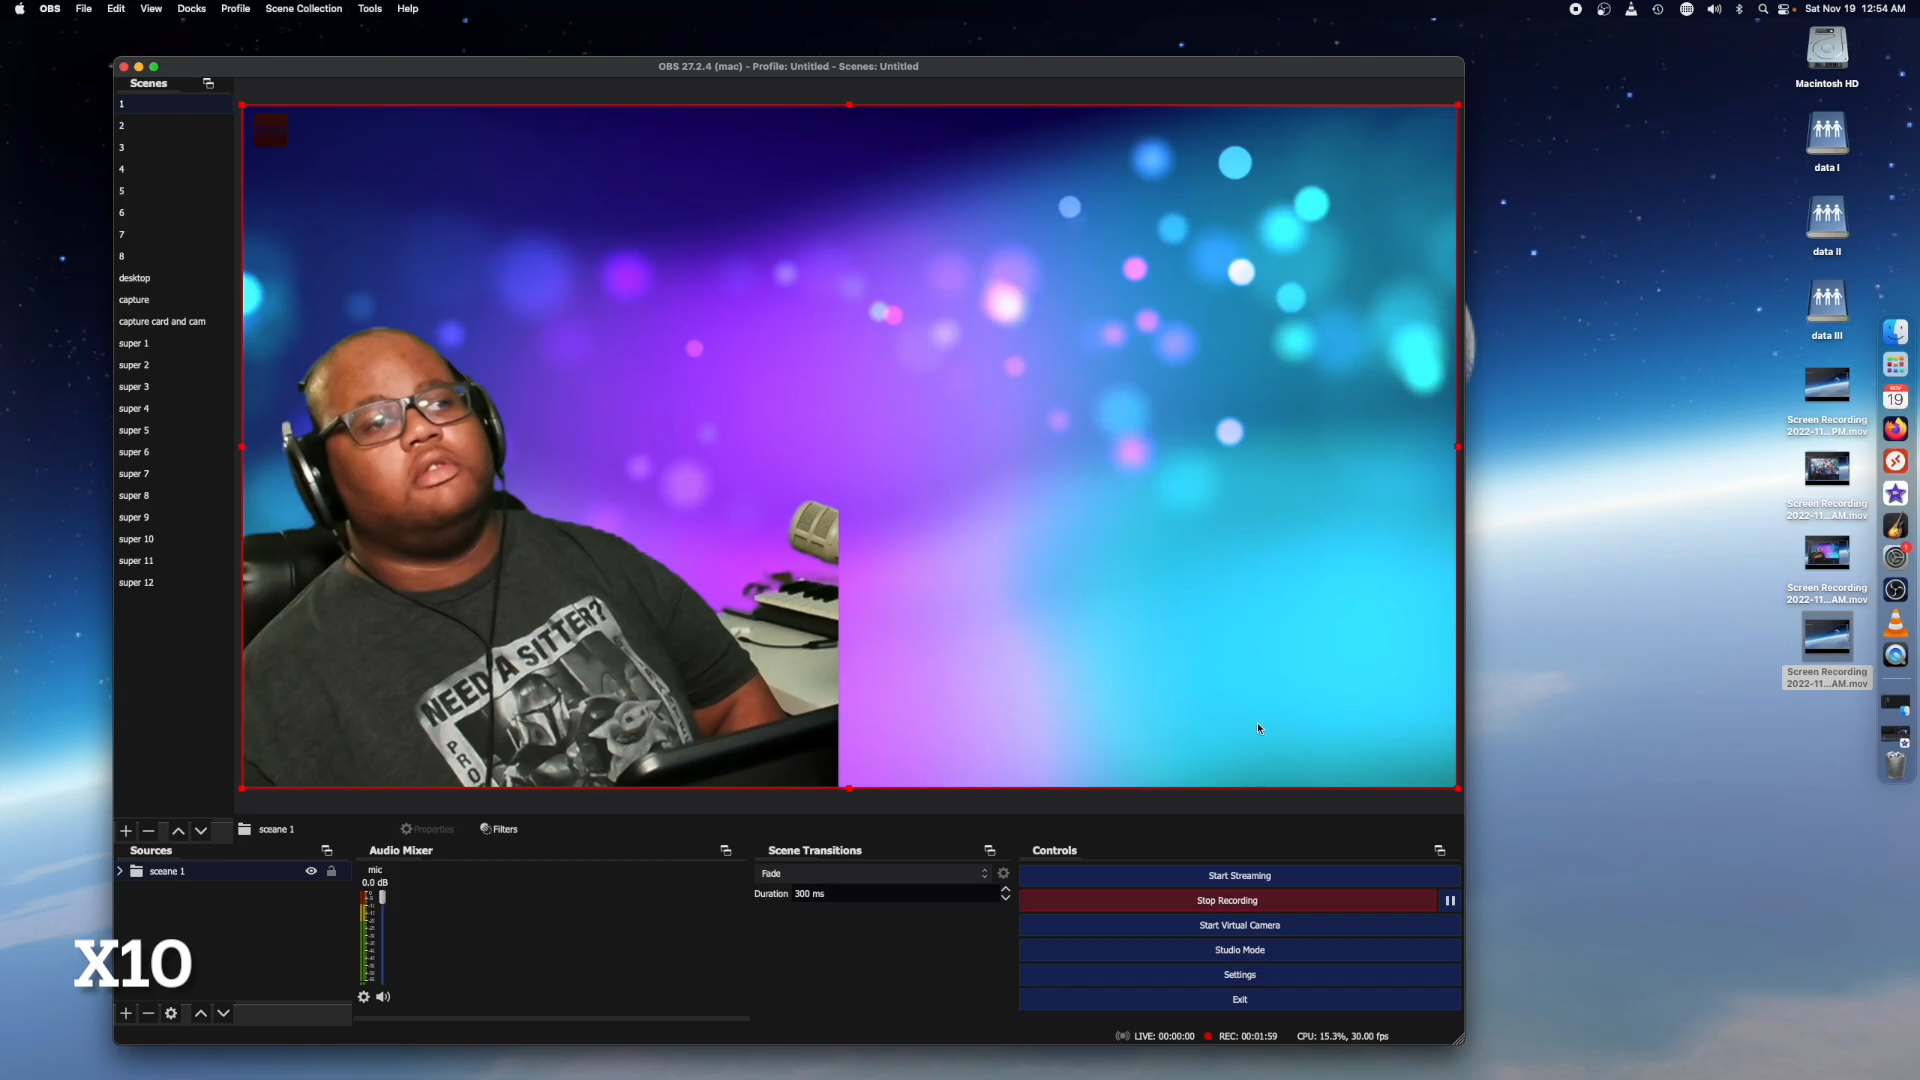 OBS File Edit View Docks Profile Scene Collection Tools Help
Sat Nov 19 12:54 AM
OBS 27.2.4 (mac) - Profile: Untitled - Scenes: Untitled
Scenes
1
2
3
4
5
6
7
8
desktop
capture
capture card and cam
super 1
super 2
super 3
super 4
super 5
super 6
super 7
super 8
super 9
super 10
super 11
super 12
NEED A SITTER?
PRO
sceane 1
Properties
Filters
Sources
sceane 1
Audio Mixer
mic
0.0 dB
Scene Transitions
Fade
Duration 300 ms
Controls
Start Streaming
Stop Recording
Start Virtual Camera
Studio Mode
Settings
Exit
LIVE: 00:00:00 REC: 00:01:59 CPU: 15.3%, 30.00 fps
X10
Macintosh HD
data I
data II
data III
Screen Recording
2022-11...PM.mov
Screen Recording
2022-11...AM.mov
Screen Recording
2022-11...AM.mov
Screen Recording
2022-11...AM.mov
NOV
19
1